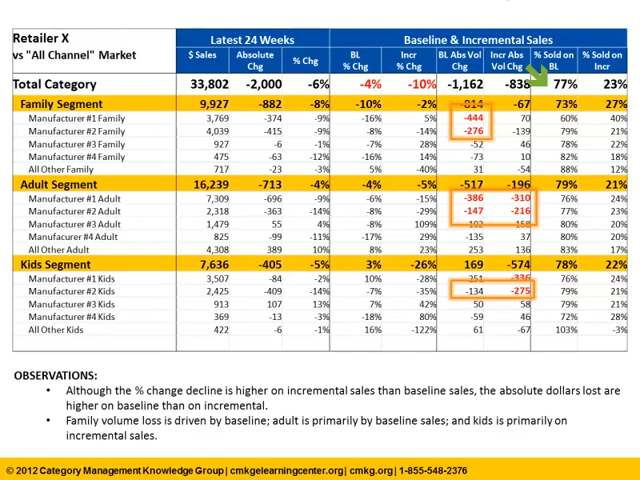 Retailer X
vs "All Channel" Market
Latest 24 Weeks
Baseline & Incremental Sales
$ Sales Absolute Chg % Chg BL % Chg Incr % Chg BL Abs Vol Chg Incr Abs Vol Chg % Sold on BL % Sold on Incr
Total Category 33,802 -2,000 -6% -4% -10% -1,162 -838 77% 23%
Family Segment 9,927 -882 -8% -10% -2% -814 -67 73% 27%
Manufacturer #1 Family 3,769 -374 -9% -16% 5% -444 70 60% 40%
Manufacturer #2 Family 4,039 -415 -9% -8% -14% -276 -139 79% 21%
Manufacturer #3 Family 927 -6 -1% -7% 28% -52 46 78% 22%
Manufacturer #4 Family 475 -63 -12% -16% 14% -73 10 82% 18%
All Other Family 717 -23 -3% 5% -40% 31 -54 88% 12%
Adult Segment 16,239 -713 -4% -4% -5% -517 -196 79% 21%
Manufacturer #1 Adult 7,309 -696 -9% -6% -15% -386 -310 76% 24%
Manufacturer #2 Adult 2,318 -363 -14% -8% -29% -147 -216 77% 23%
Manufacturer #3 Adult 1,479 55 4% -8% 109% 158 80% 20%
Manufacurer #4 Adult 825 -99 -11% -17% 29% -135 37 80% 20%
All Other Adult 4,308 389 10% 8% 23% 253 136 83% 17%
Kids Segment 7,636 -405 -5% 3% -26% 169 -574 78% 22%
Manufacturer #1 Kids 3,507 -84 -2% 10% -28% 251 -336 76% 24%
Manufacturer #2 Kids 2,425 -409 -14% -7% -35% -134 -275 79% 21%
Manufacturer #3 Kids 913 107 13% 7% 42% 50 58 79% 21%
Manufacturer #4 Kids 369 -13 -3% -18% 80% -59 46 72% 28%
All Other Kids 422 -6 -1% 16% -122% 61 -67 103% -3%
OBSERVATIONS:
• Although the % change decline is higher on incremental sales than baseline sales, the absolute dollars lost are
higher on baseline than on incremental.
• Family volume loss is driven by baseline; adult is primarily by baseline sales; and kids is primarily on
incremental sales.
© 2012 Category Management Knowledge Group| cmkgelearningcenter.org| cmkg.org| 1-855-548-2376